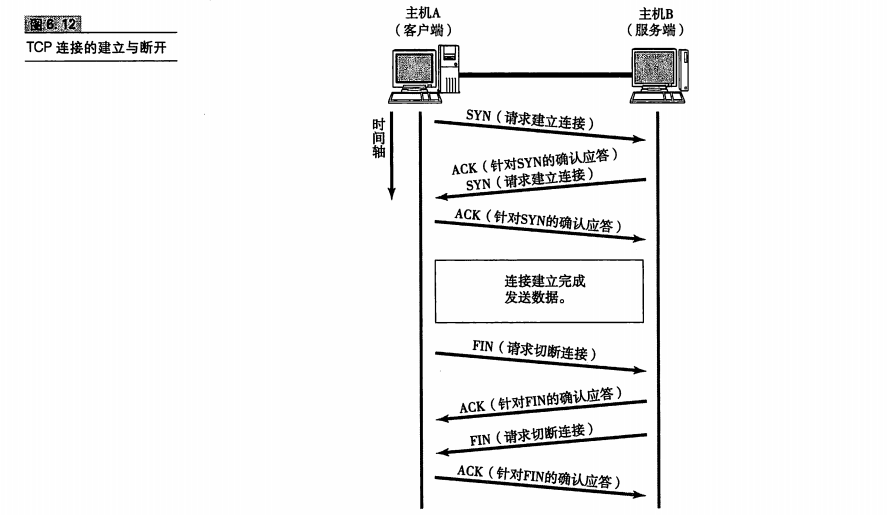 图6.12
TCP 连接的建立与断开
主机A
（客户端）
主机B
（服务端）
时间轴
SYN（请求建立连接）
ACK（针对SYN的确认应答）
SYN（请求建立连接）
ACK（针对SYN的确认应答）
连接建立完成
发送数据。
FIN（请求切断连接）
ACK（针对FIN的确认应答）
FIN（请求切断连接）
ACK（针对FIN的确认应答）